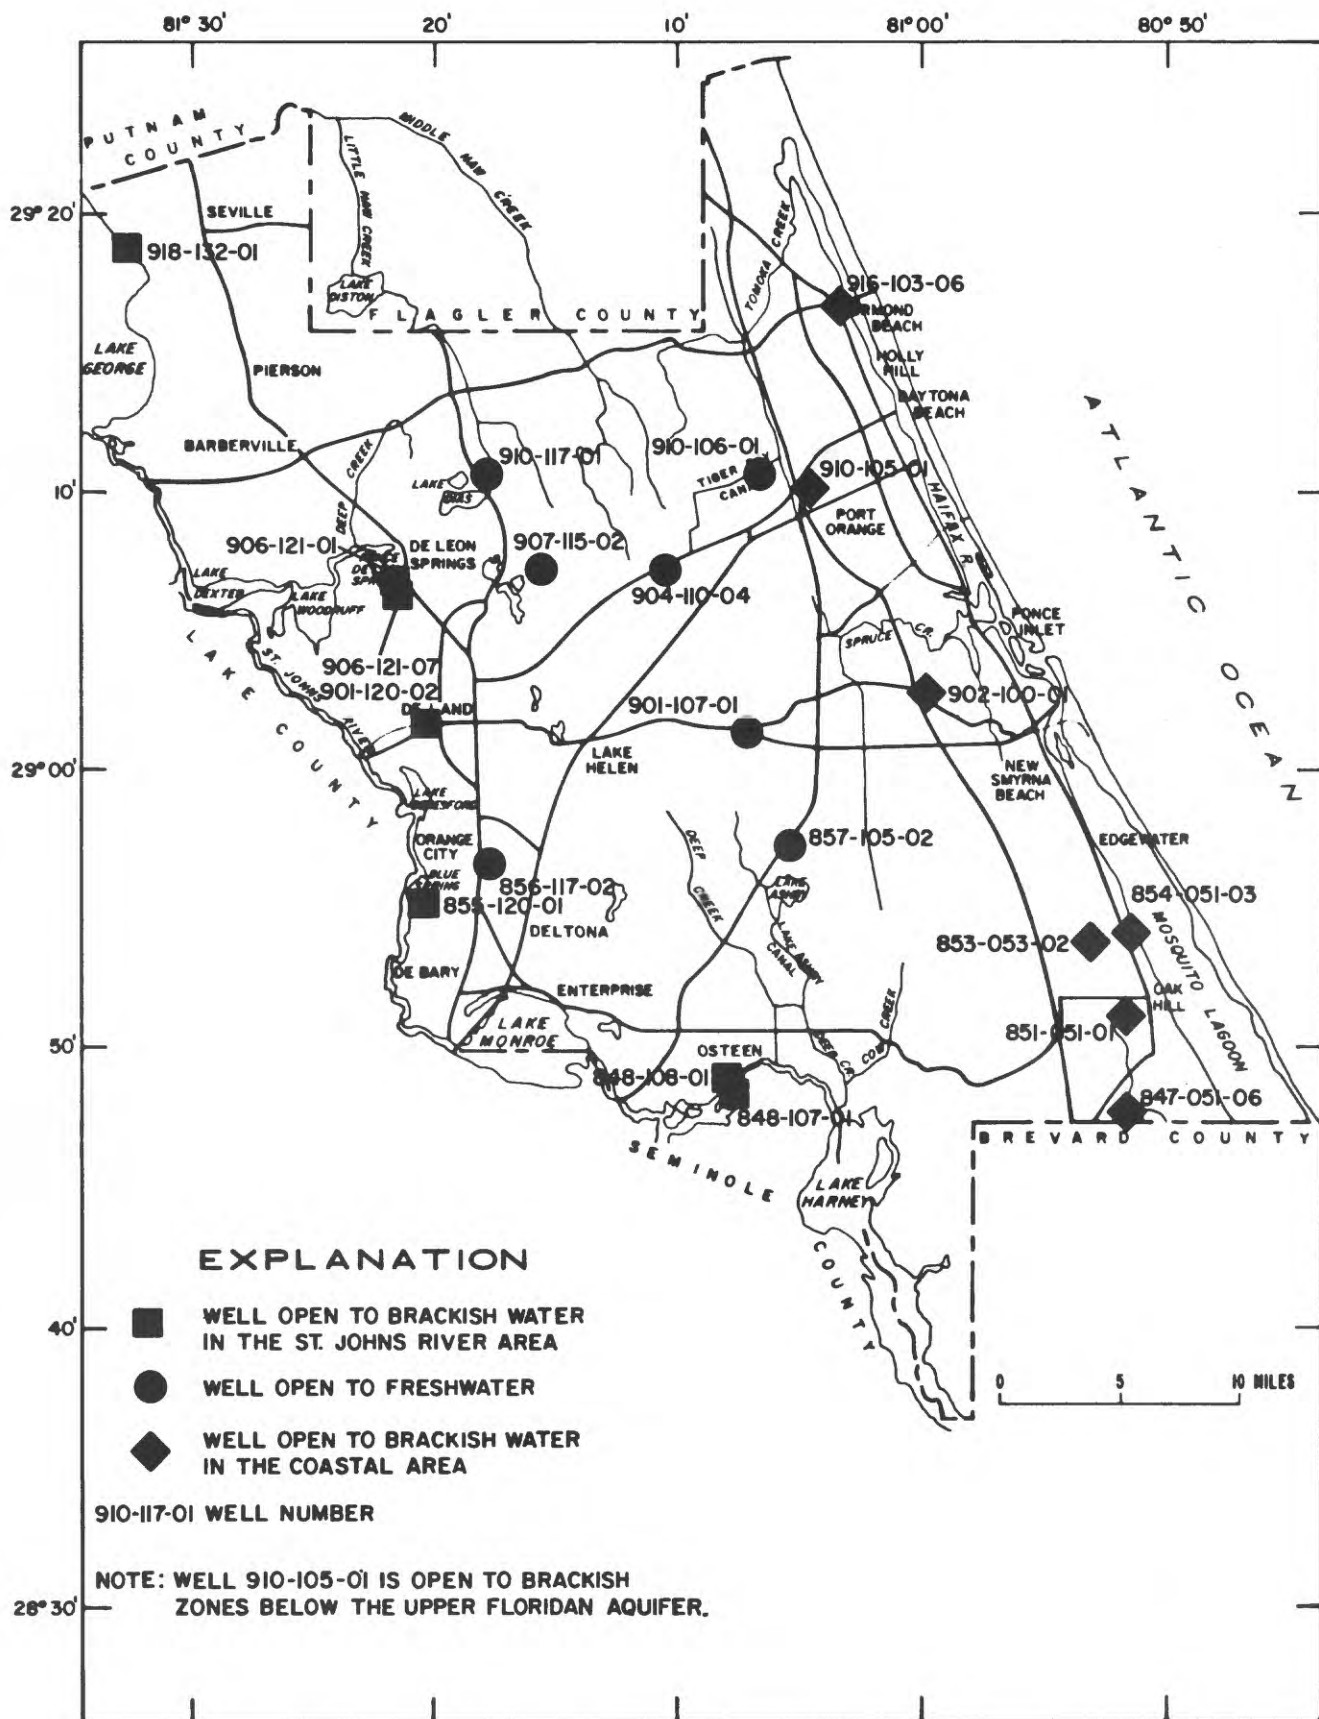 81° 30'
20'
10'
81° 00'
80° 50'
PUTNAM
COUNTY
LITTLE HAW CREEK
MIDDLE HAW CREEK
29° 20'
SEVILLE
918-132-01
TOMOKA CREEK
LAKE
DISTON
FLAGLER COUNTY
916-103-06
BEACH
LAKE
GEORGE
PIERSON
HOLLY
HILL
DAYTONA
BEACH
ATLANTIC OCEAN
BARBERVILLE
DEEP CREEK
910-117-01
910-106-01
910-105-01
LAKE
DIAS
TIGER
29° 10'
10'
PORT
ORANGE
HALIFAX R.
906-121-01
DE LEON
SPRINGS
907-115-02
904-110-04
LAKE
DEXTER
LAKE
WOODRUFF
PONCE
INLET
SPRUCE CR.
LAKE COUNTY
ST. JOHNS
RIVER
906-121-07
901-120-02
901-107-01
902-100-01
LAKE
HELEN
29° 00'
NEW
SMYRNA
BEACH
LAKE
BERESFORD
ORANGE
CITY
BLUE
SPRING
856-117-02
855-120-01
DEEP
CREEK
857-105-02
LAKE
ASHBY
EDGEWATER
854-051-03
DELTONA
LAKE ASHBY
CANAL
853-053-02
MOSQUITO LAGOON
DE BARY
ENTERPRISE
COW CREEK
OAK
HILL
LAKE
MONROE
50'
OSTEEN
DEEP CR.
851-051-01
848-108-01
848-107-01
847-051-06
BREVARD COUNTY
SEMINOLE
COUNTY
LAKE
HARNEY
EXPLANATION
WELL OPEN TO BRACKISH WATER
IN THE ST. JOHNS RIVER AREA
40'
WELL OPEN TO FRESHWATER
0 5 10 MILES
WELL OPEN TO BRACKISH WATER
IN THE COASTAL AREA
910-117-01 WELL NUMBER
NOTE: WELL 910-105-01 IS OPEN TO BRACKISH
ZONES BELOW THE UPPER FLORIDAN AQUIFER.
28° 30'